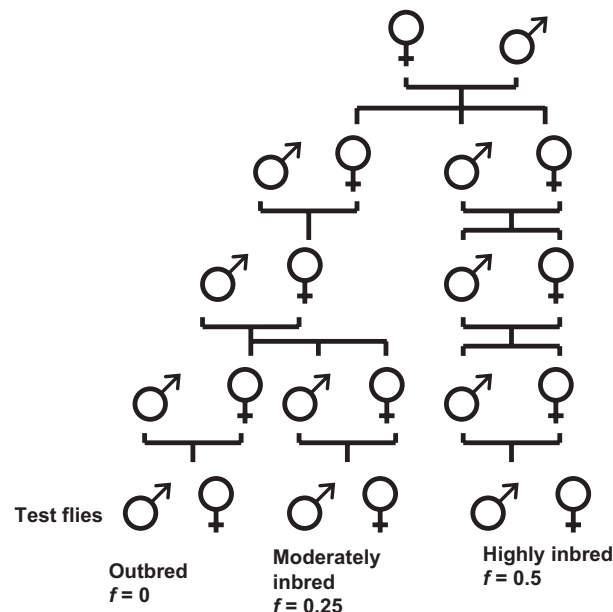 Test flies
Outbred
f = 0
Moderately
inbred
f = 0.25
Highly inbred
f = 0.5